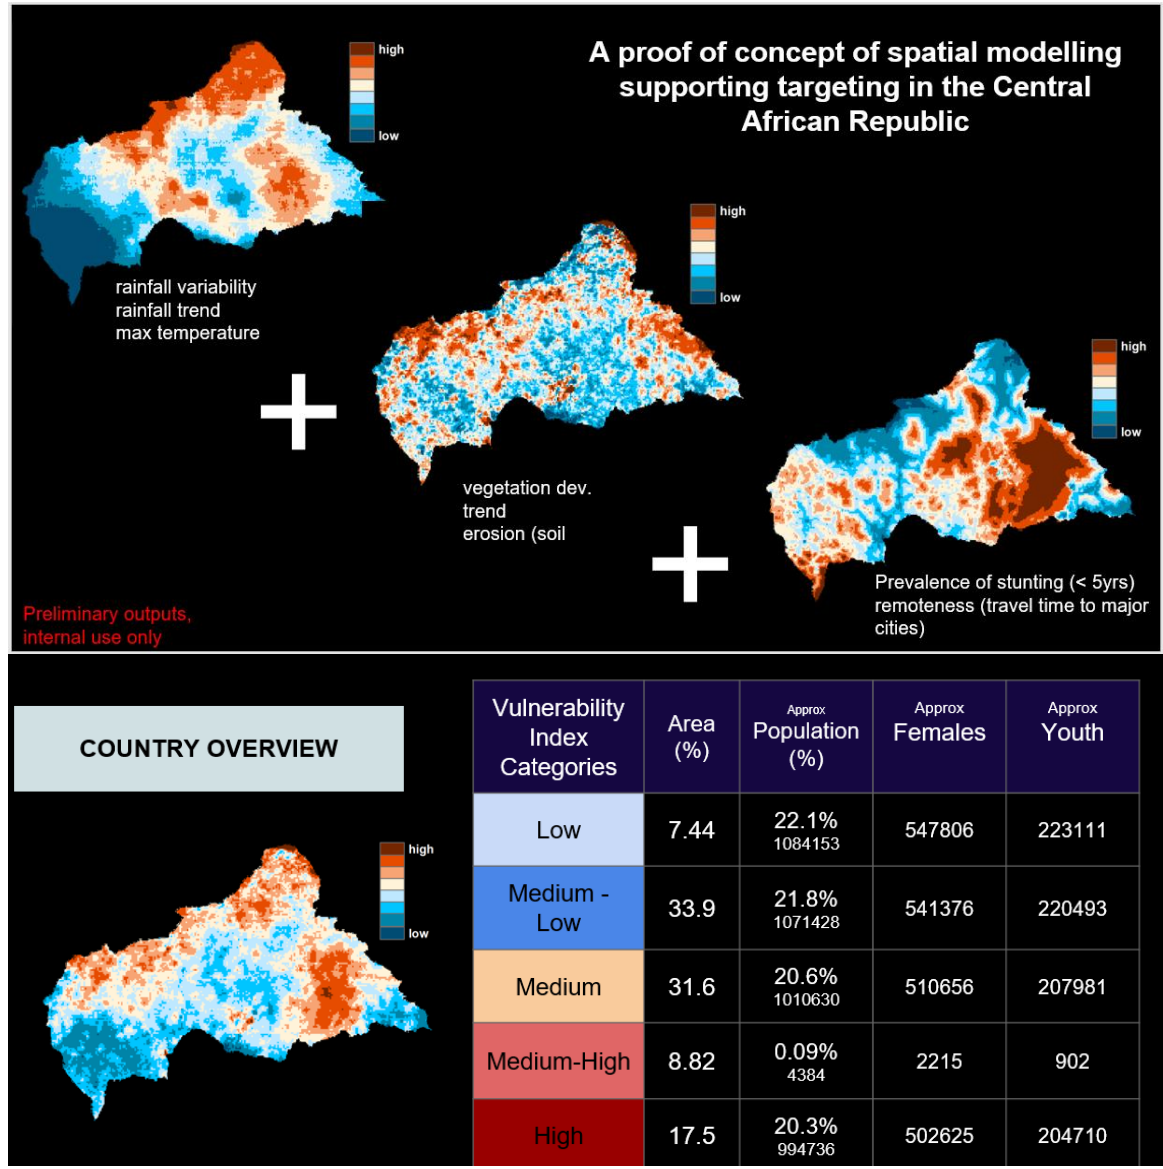 A proof of concept of spatial modelling
supporting targeting in the Central
African Republic
high
low
rainfall variability
rainfall trend
max temperature
high
low
vegetation dev.
trend
erosion (soil
high
low
Prevalence of stunting (< 5yrs)
remoteness (travel time to major
cities)
Preliminary outputs,
internal use only
COUNTRY OVERVIEW
high
low
Vulnerability
Index
Categories
Area
(%)
Approx
Population
(%)
Approx
Females
Approx
Youth
Low
7.44
22.1%
1084153
547806
223111
Medium -
Low
33.9
21.8%
1071428
541376
220493
Medium
31.6
20.6%
1010630
510656
207981
Medium-High
8.82
0.09%
4384
2215
902
High
17.5
20.3%
994736
502625
204710